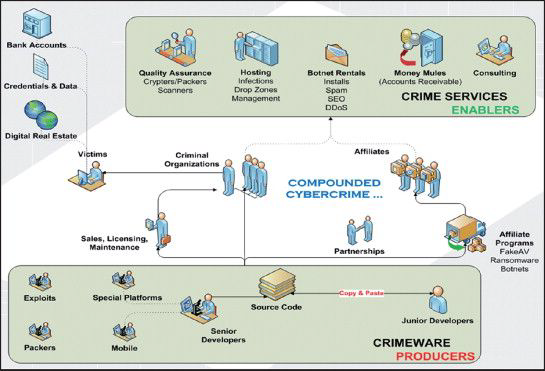 Bank Accounts
Credentials & Data
Digital Real Estate
Victims
Quality Assurance
Crypters/Packers
Scanners
Hosting
Infections
Drop Zones
Management
Botnet Rentals
Installs
Spam
SEO
DDoS
Money Mules
(Accounts Receivable)
Consulting
CRIME SERVICES
ENABLERS
Criminal
Organizations
Affiliates
COMPOUNDED
CYBERCRIME ...
Sales, Licensing,
Maintenance
Partnerships
Affiliate
Programs
FakeAV
Ransomware
Botnets
Exploits
Special Platforms
Packers
Mobile
Senior
Developers
Source Code
Copy & Pasta
Junior Developers
CRIMEWARE
PRODUCERS